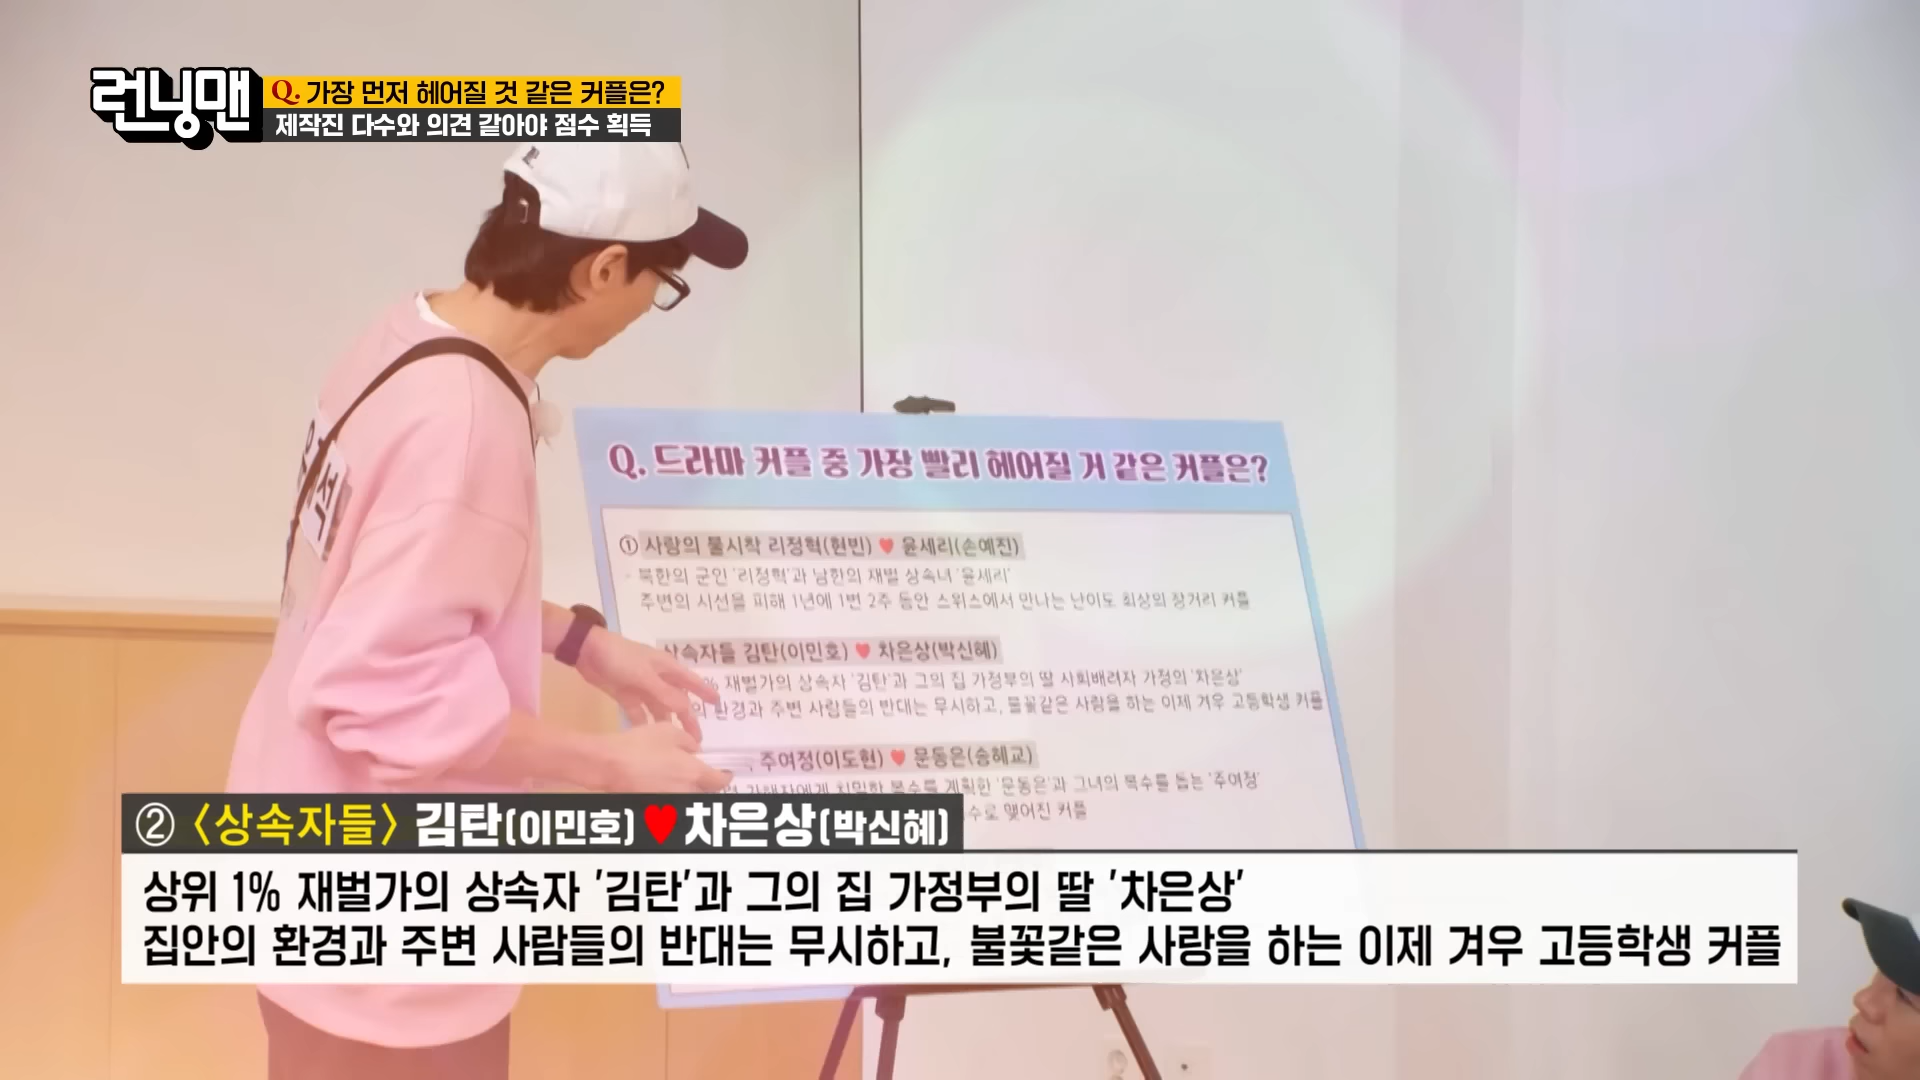 런닝맨
Q. 가장 먼저 헤어질 것 같은 커플은?
제작진 다수와 의견 같아야 점수 획득
석
Q. 드라마 커플 중 가장 빨리 헤어질 거 같은 커플은?
① 사랑의 불시착 리정혁(현빈) ♥ 윤세리(손예진)
- 북한의 군인 '리정혁'과 남한의 재벌 상속녀 '윤세리'
주변의 시선을 피해 1년에 1번 2주 동안 스위스에서 만나는 난이도 최상의 장거리 커플
상속자들 김탄(이민호) ♥ 차은상(박신혜)
% 재벌가의 상속자 '김탄'과 그의 집 가정부의 딸 사회배려자 가정의 '차은상'
의 환경과 주변 사람들의 반대는 무시하고, 불꽃같은 사랑을 하는 이제 겨우 고등학생 커플
주여정(이도현) ♥ 문동은(송혜교)
가해자에게 치밀한 복수를 계획한 '문동은'과 그녀의 복수를 돕는 '주여정'
수로 맺어진 커플
② 〈상속자들〉 김탄(이민호)♥차은상(박신혜)
상위 1% 재벌가의 상속자 '김탄'과 그의 집 가정부의 딸 '차은상'
집안의 환경과 주변 사람들의 반대는 무시하고, 불꽃같은 사랑을 하는 이제 겨우 고등학생 커플